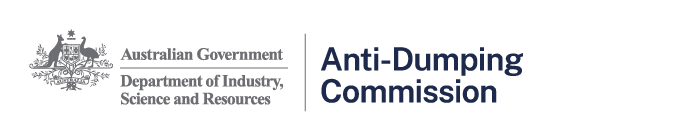 Australian Government
Department of Industry,
Science and Resources
Anti-Dumping
Commission